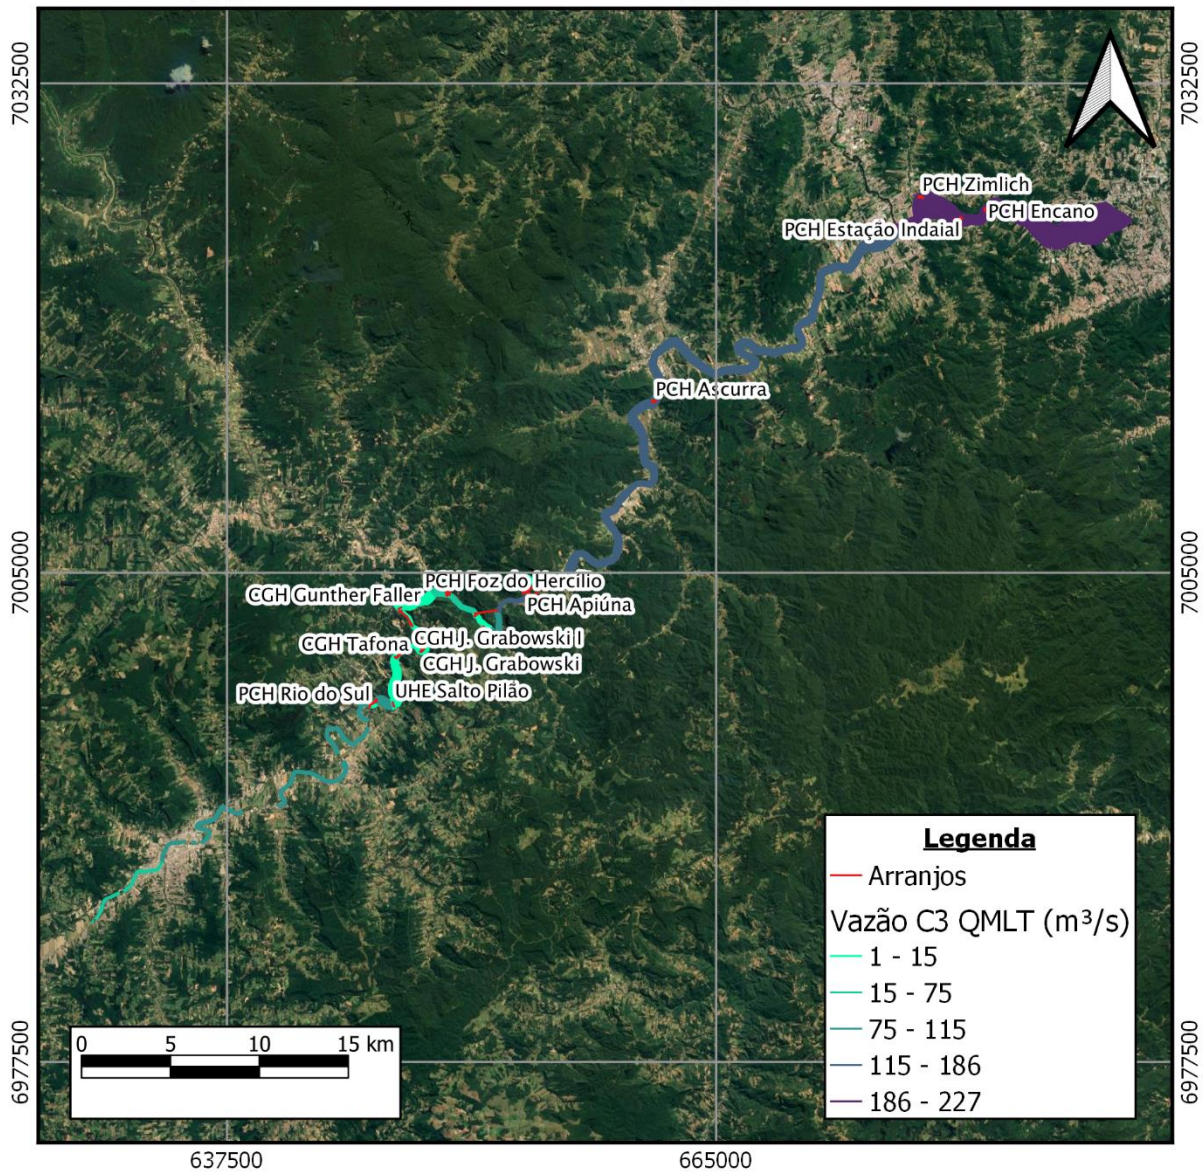 7032500
7032500
PCH Zimlich
PCH Encano
PCH Estação Indaial
PCH Ascurra
7005000
7005000
PCH Foz do Hercílio
CGH Gunther Faller
PCH Apiúna
CGH Tafona
CGH J. Grabowski I
CGH J. Grabowski
PCH Rio do Sul
UHE Salto Pilão
Legenda
Arranjos
Vazão C3 QMLT (m³/s)
1 - 15
15 - 75
75 - 115
115 - 186
186 - 227
0 5 10 15 km
6977500
6977500
637500
665000